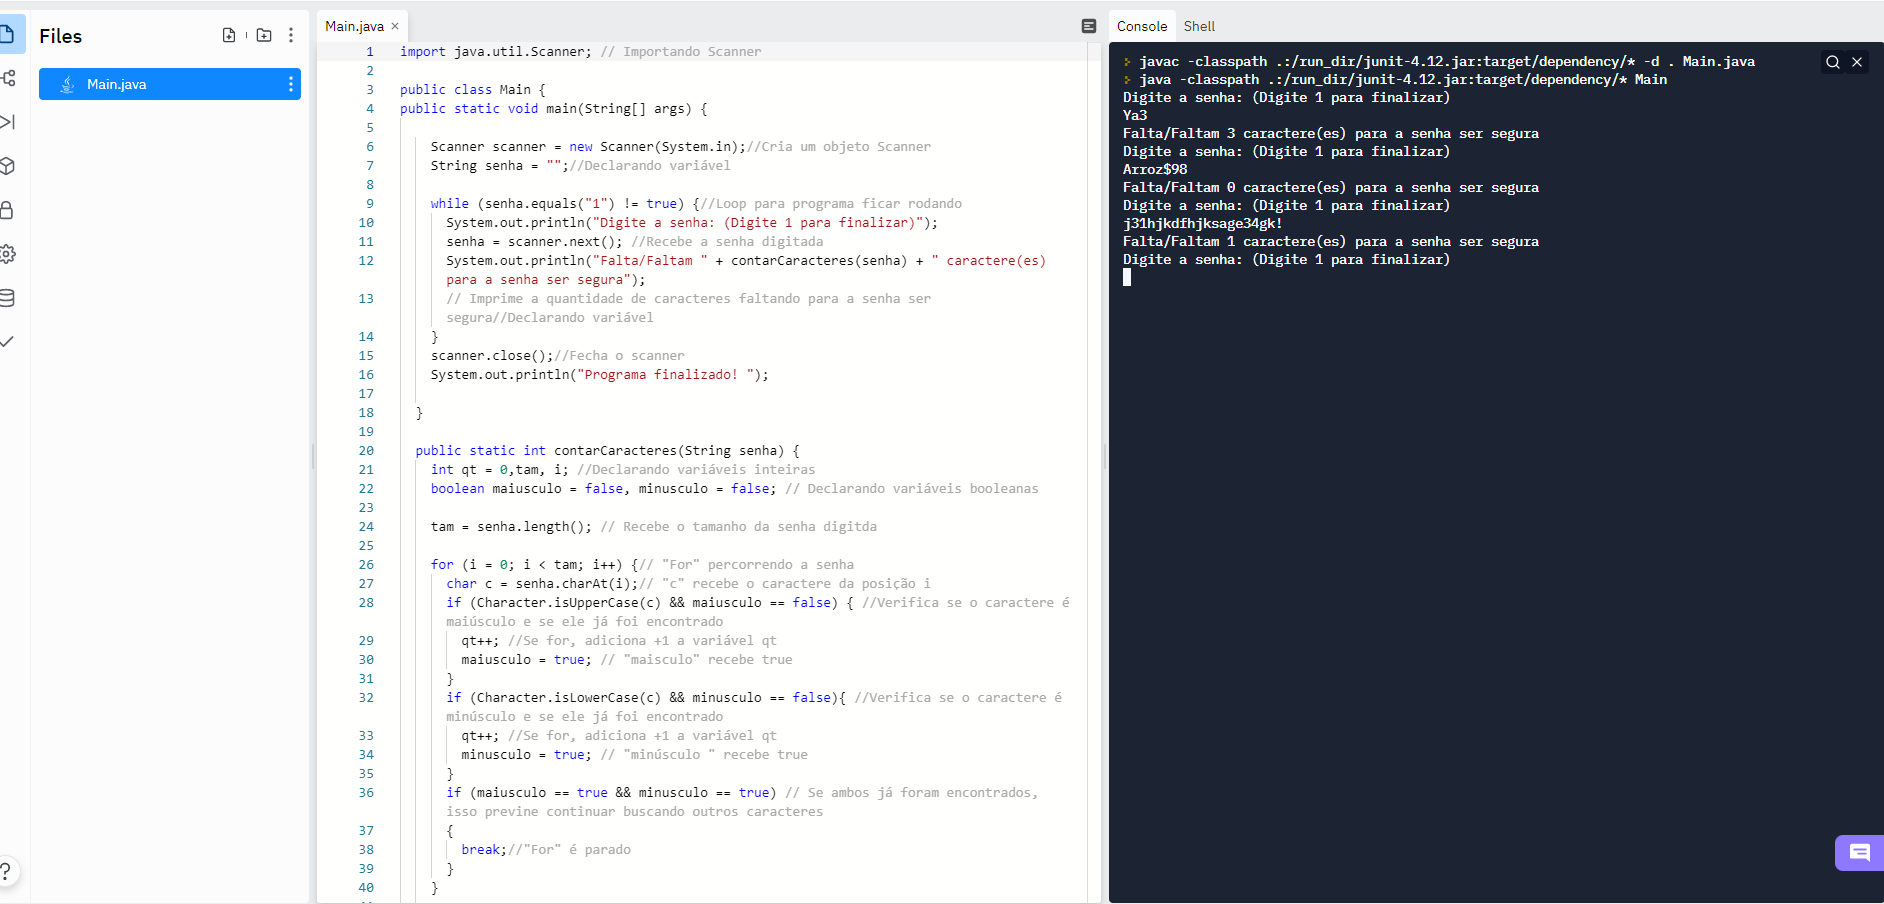 Files
Main.java
Main.java ×
1 import java.util.Scanner; // Importando Scanner
2
3 public class Main {
4 public static void main(String[] args) {
5
6 Scanner scanner = new Scanner(System.in);//Cria um objeto Scanner
7 String senha = "";//Declarando variável
8
9 while (senha.equals("1") != true) {//Loop para programa ficar rodando
10 System.out.println("Digite a senha: (Digite 1 para finalizar)");
11 senha = scanner.next(); //Recebe a senha digitada
12 System.out.println("Falta/Faltam " + contarCaracteres(senha) + " caractere(es)
para a senha ser segura");
13 // Imprime a quantidade de caracteres faltando para a senha ser
segura//Declarando variável
14 }
15 scanner.close();//Fecha o scanner
16 System.out.println("Programa finalizado! ");
17
18 }
19
20 public static int contarCaracteres(String senha) {
21 int qt = 0,tam, i; //Declarando variáveis inteiras
22 boolean maiusculo = false, minusculo = false; // Declarando variáveis booleanas
23
24 tam = senha.length(); // Recebe o tamanho da senha digitda
25
26 for (i = 0; i < tam; i++) {// "For" percorrendo a senha
27 char c = senha.charAt(i);// "c" recebe o caractere da posição i
28 if (Character.isUpperCase(c) && maiusculo == false) { //Verifica se o caractere é
maiúsculo e se ele já foi encontrado
29 qt++; //Se for, adiciona +1 a variável qt
30 maiusculo = true; // "maisculo" recebe true
31 }
32 if (Character.isLowerCase(c) && minusculo == false){ //Verifica se o caractere é
minúsculo e se ele já foi encontrado
33 qt++; //Se for, adiciona +1 a variável qt
34 minusculo = true; // "minúsculo " recebe true
35 }
36 if (maiusculo == true && minusculo == true) // Se ambos já foram encontrados,
isso previne continuar buscando outros caracteres
37 {
38 break;//"For" é parado
39 }
40 }
Console Shell
javac -classpath .:/run_dir/junit-4.12.jar:target/dependency/* -d . Main.java
java -classpath .:/run_dir/junit-4.12.jar:target/dependency/* Main
Digite a senha: (Digite 1 para finalizar)
Ya3
Falta/Faltam 3 caractere(es) para a senha ser segura
Digite a senha: (Digite 1 para finalizar)
Arroz$98
Falta/Faltam 0 caractere(es) para a senha ser segura
Digite a senha: (Digite 1 para finalizar)
j31hjkdfhjksage34gk!
Falta/Faltam 1 caractere(es) para a senha ser segura
Digite a senha: (Digite 1 para finalizar)
?